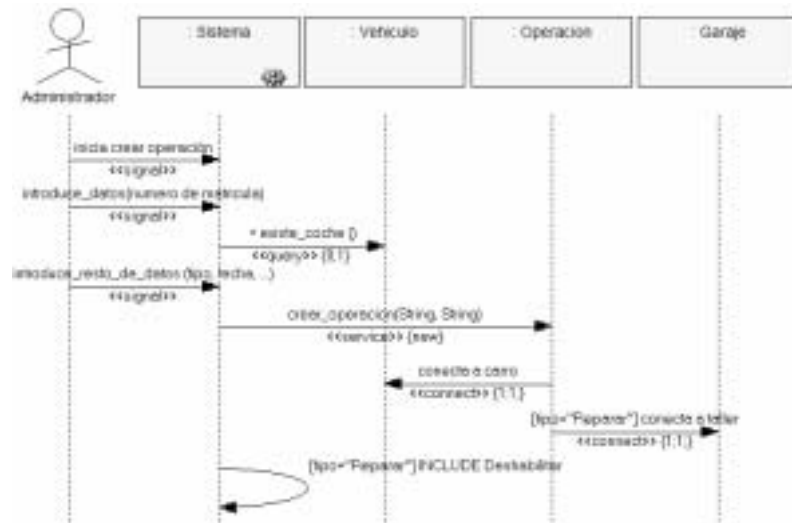 : Sistema
: Vehiculo
: Operacion
: Garaje
Administrador
inicia crear operación
<<signal>>
introduce_datos(numero de matricula)
<<signal>>
+ existe_coche ()
<<query>> {0,1}
introduce_resto_de_datos (tipo, fecha, ...)
<<signal>>
crear_operacion(String, String)
<<service>> {new}
conecta a carro
<<connect>> {1,1,}
[tipo="Reparar"] conecta a taller
<<connect>> {1,1,}
[tipo="Reparar"] INCLUDE Deshabilitar